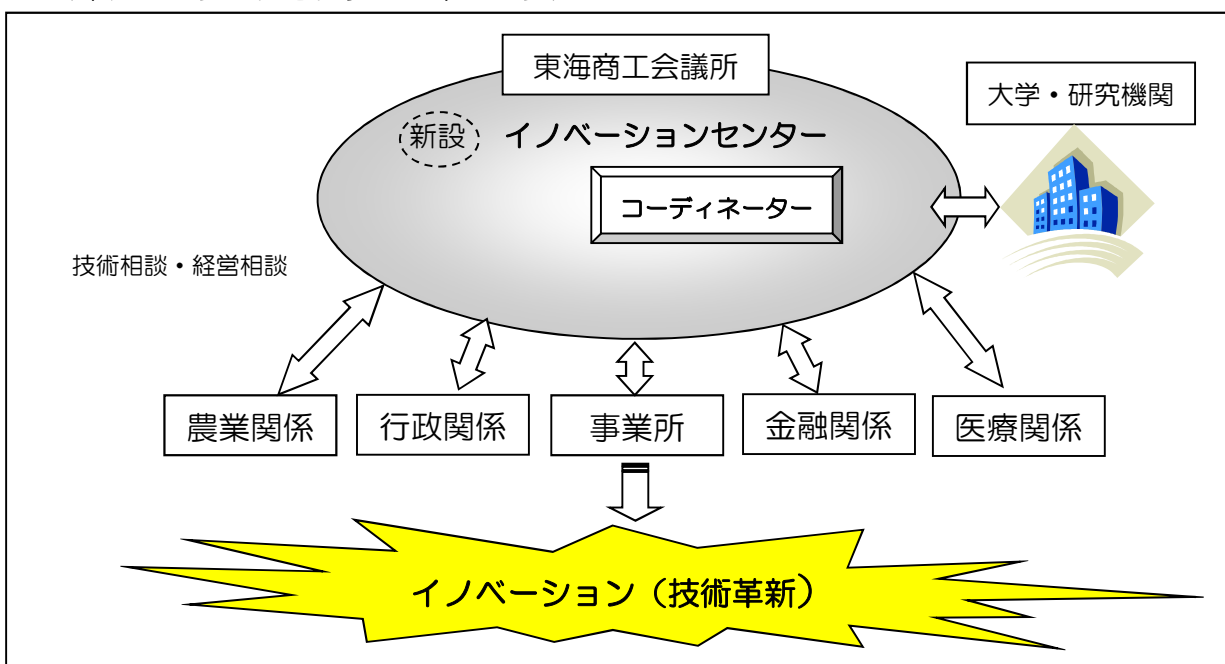 東海商工会議所
大学・研究機関
新設
イノベーションセンター
コーディネーター
技術相談・経営相談
農業関係
行政関係
事業所
金融関係
医療関係
イノベーション(技術革新)